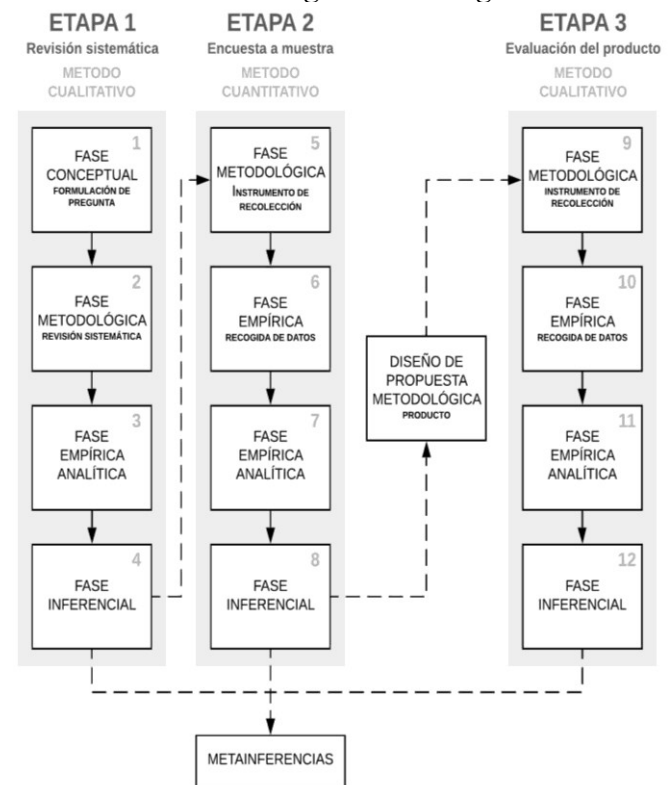 ETAPA 1
Revisión sistemática
METODO
CUALITATIVO
1
FASE
CONCEPTUAL
FORMULACIÓN DE
PREGUNTA
2
FASE
METODOLÓGICA
REVISIÓN SISTEMÁTICA
3
FASE
EMPÍRICA
ANALÍTICA
4
FASE
INFERENCIAL
ETAPA 2
Encuesta a muestra
METODO
CUANTITATIVO
5
FASE
METODOLÓGICA
INSTRUMENTO DE
RECOLECCIÓN
6
FASE
EMPÍRICA
RECOGIDA DE DATOS
7
FASE
EMPÍRICA
ANALÍTICA
8
FASE
INFERENCIAL
DISEÑO DE
PROPUESTA
METODOLÓGICA
PRODUCTO
ETAPA 3
Evaluación del producto
METODO
CUALITATIVO
9
FASE
METODOLÓGICA
INSTRUMENTO DE
RECOLECCIÓN
10
FASE
EMPÍRICA
RECOGIDA DE DATOS
11
FASE
EMPÍRICA
ANALÍTICA
12
FASE
INFERENCIAL
METAINFERENCIAS